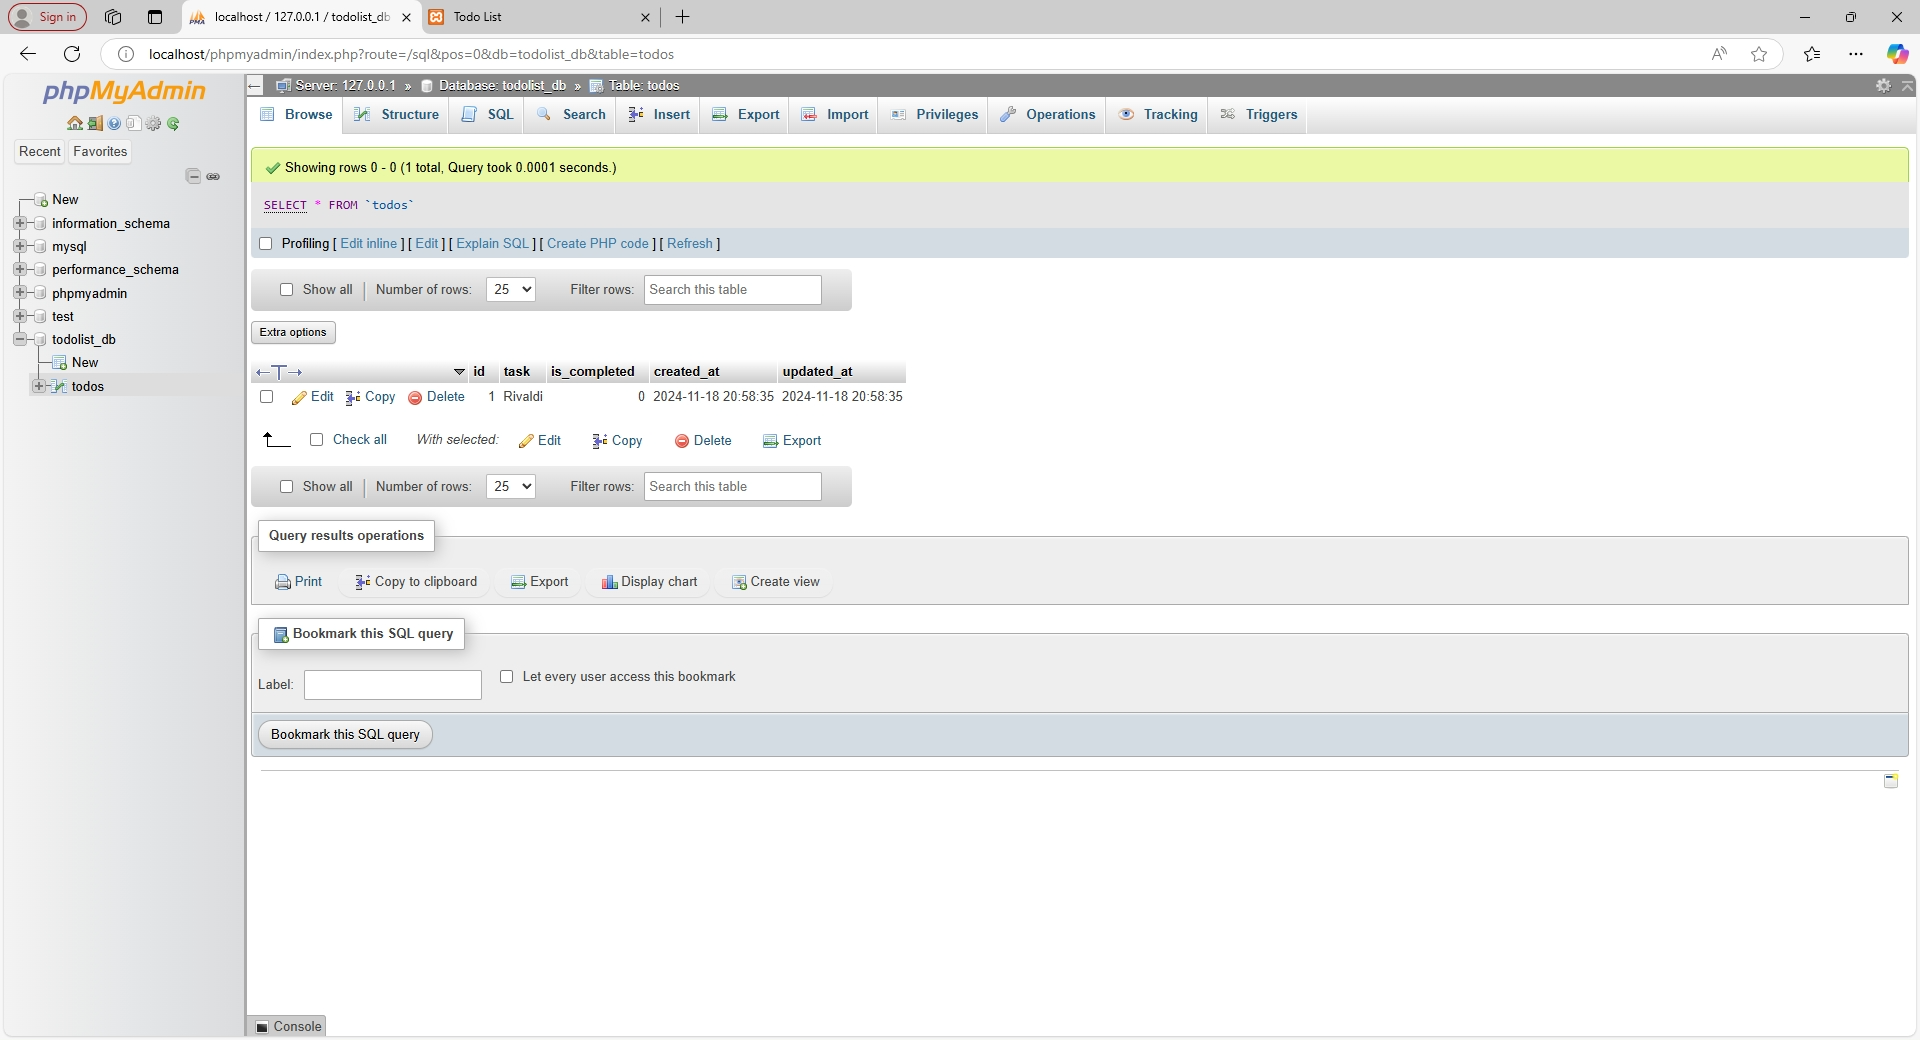 Sign in
localhost / 127.0.0.1 / todolist_db
Todo List
localhost/phpmyadmin/index.php?route=/sql&pos=0&db=todolist_db&table=todos
phpMyAdmin
Server: 127.0.0.1 » Database: todolist_db » Table: todos
Browse Structure SQL Search Insert Export Import Privileges Operations Tracking Triggers
Recent Favorites
New
information_schema
mysql
performance_schema
phpmyadmin
test
todolist_db
New
todos
Showing rows 0 - 0 (1 total, Query took 0.0001 seconds.)
SELECT * FROM `todos`
Profiling [ Edit inline ] [ Edit ] [ Explain SQL ] [ Create PHP code ] [ Refresh ]
Show all Number of rows: 25 Filter rows: Search this table
Extra options
id task is_completed created_at updated_at
Edit Copy Delete 1 Rivaldi 0 2024-11-18 20:58:35 2024-11-18 20:58:35
Check all With selected: Edit Copy Delete Export
Show all Number of rows: 25 Filter rows: Search this table
Query results operations
Print Copy to clipboard Export Display chart Create view
Bookmark this SQL query
Label: Let every user access this bookmark
Bookmark this SQL query
Console